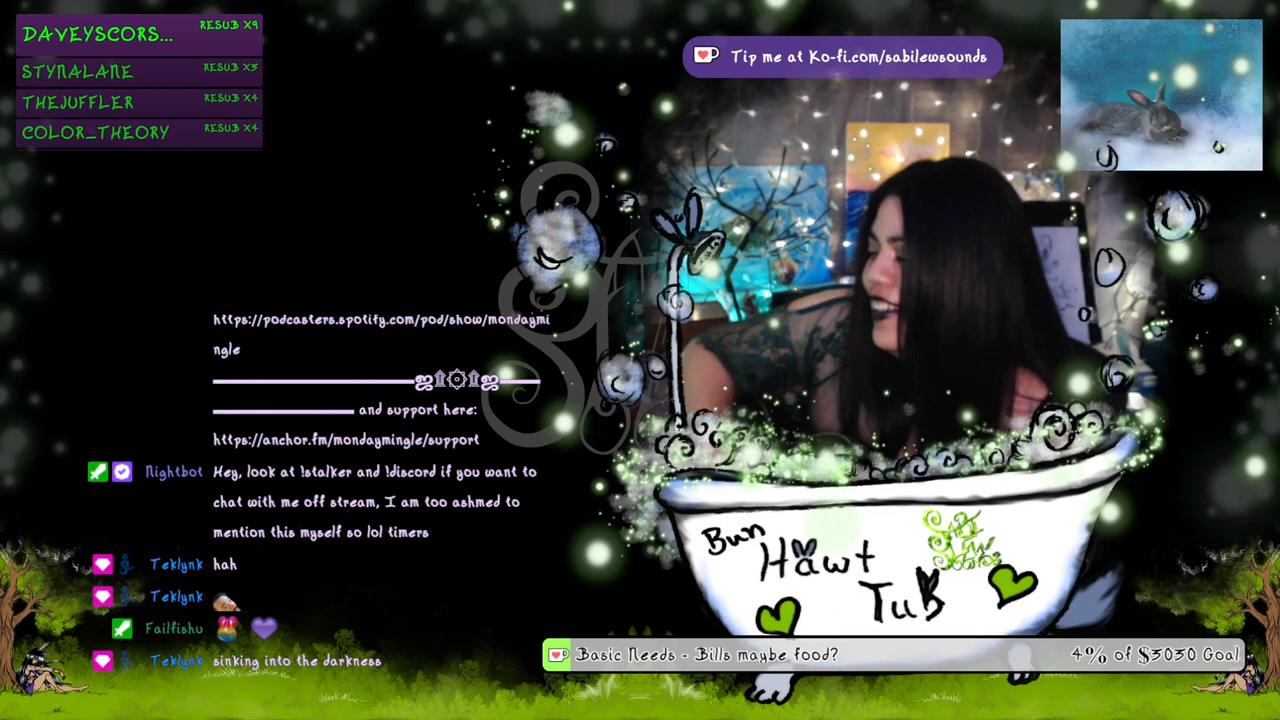 DAVEYSCORS... RESUB X9
STYNALANE RESUB X3
THEJUFFLER RESUB X4
COLOR_THEORY RESUB X4
Tip me at Ko-fi.com/sabilewsounds
https://podcasters.spotify.com/pod/show/mondaymi
ngle
and support here:
https://anchor.fm/mondaymingle/support
Nightbot Hey, look at !stalker and !discord if you want to
chat with me off stream, I am too ashmed to
mention this myself so lol timers
Teklynk hah
Teklynk
Failfishu
Teklynk sinking into the darkness
Bun
Hawt
TuB
Basic Needs - Bills maybe food? 4% of $3030 Goal